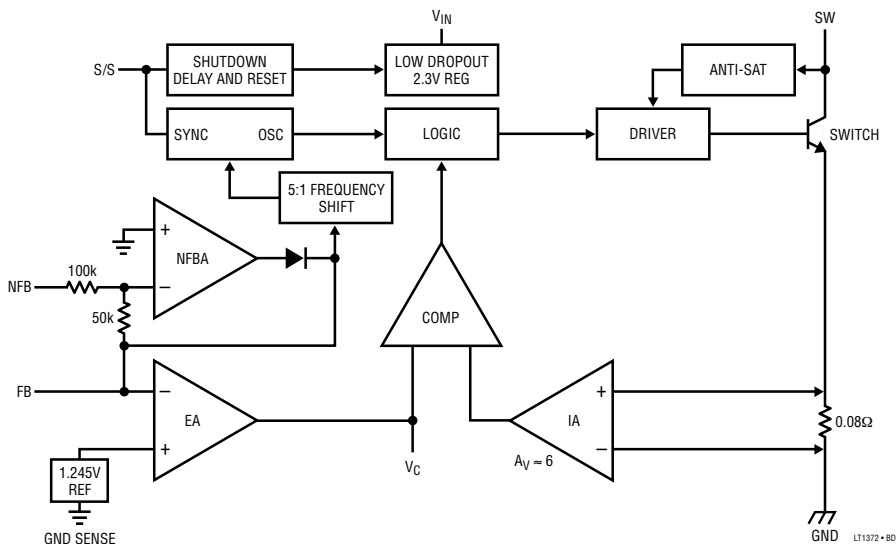 V_IN
SW
S/S
SHUTDOWN
DELAY AND RESET
LOW DROPOUT
2.3V REG
ANTI-SAT
SYNC
OSC
LOGIC
DRIVER
SWITCH
5:1 FREQUENCY
SHIFT
+
NFBA
–
NFB
100k
50k
COMP
FB
–
EA
+
V_C
+
IA
–
A_V ≈ 6
0.08Ω
1.245V
REF
GND SENSE
GND
LT1372 • BD